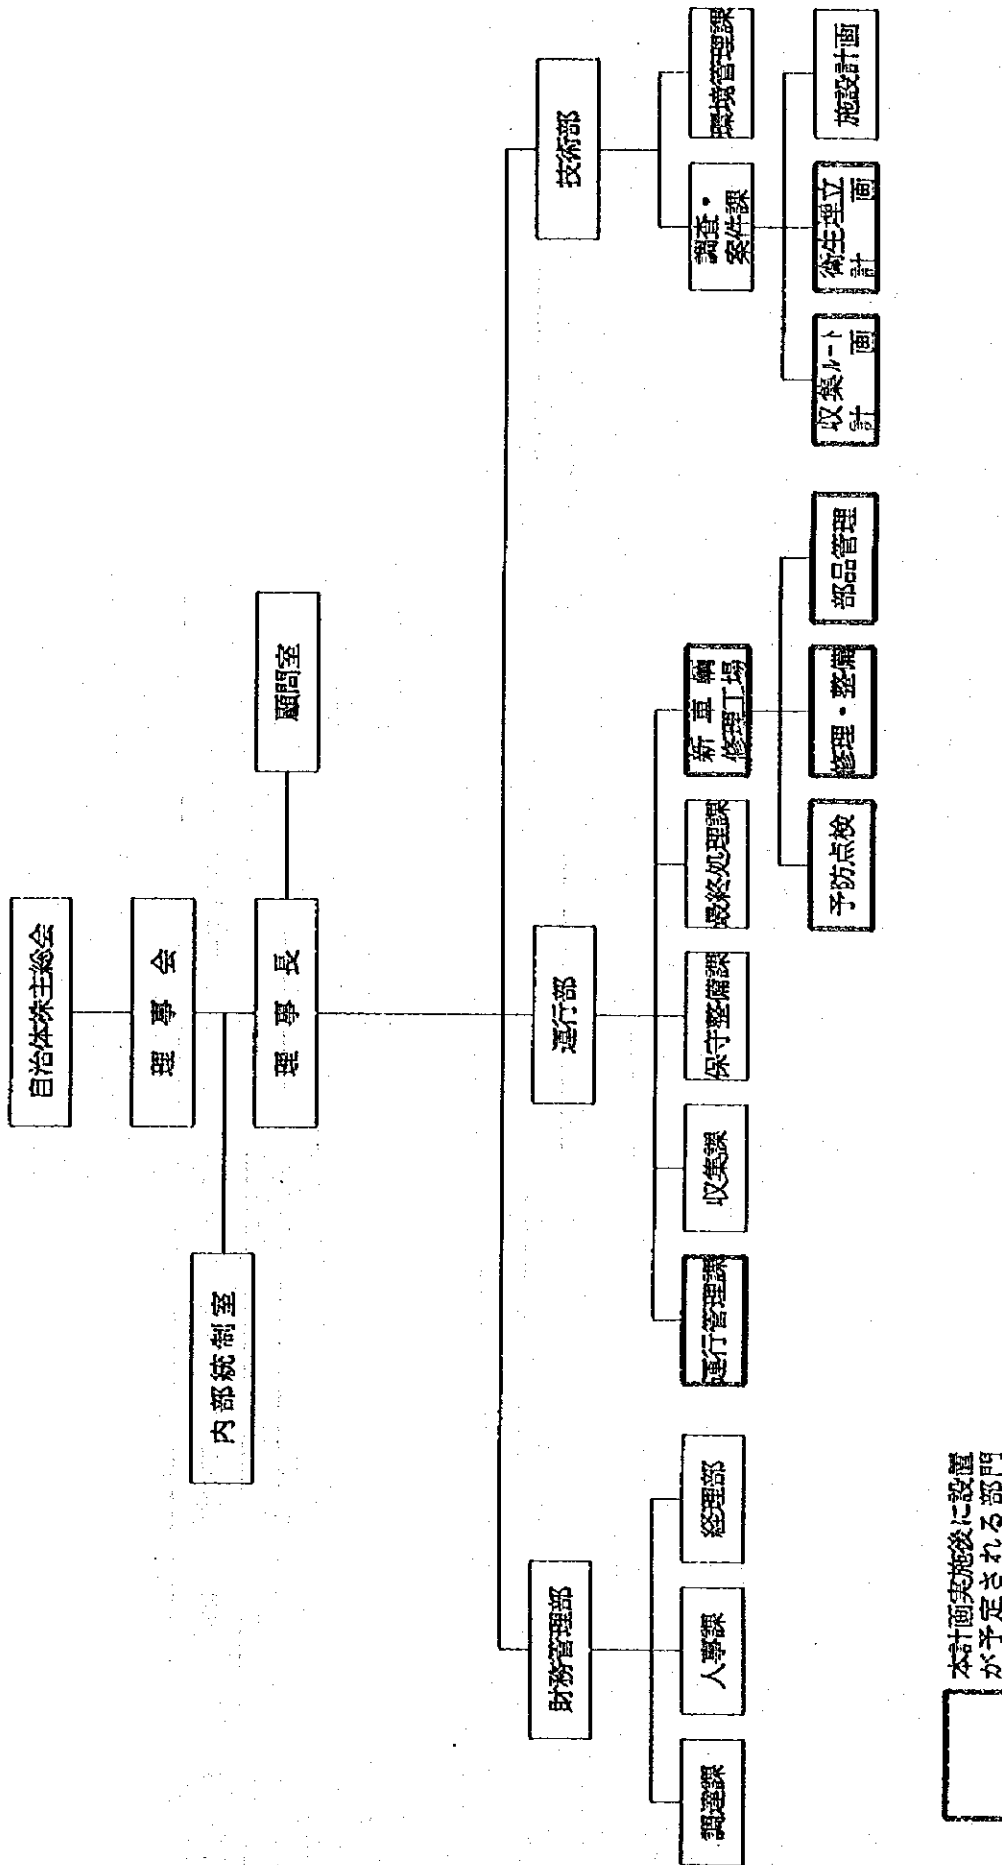 自治体株主総会
理事会
内部統制室
理事長
顧問室
財務管理部
運行部
技術部
調達課
人事課
経理部
運行管理課
収集課
保守整備課
最終処理課
新車輌
修理工場
調査・
案件課
環境管理課
予防点検
修理・整備
部品管理
収集ルート
計画
衛生埋立
計画
施設計画
本計画実施後に設置
が予定される部門